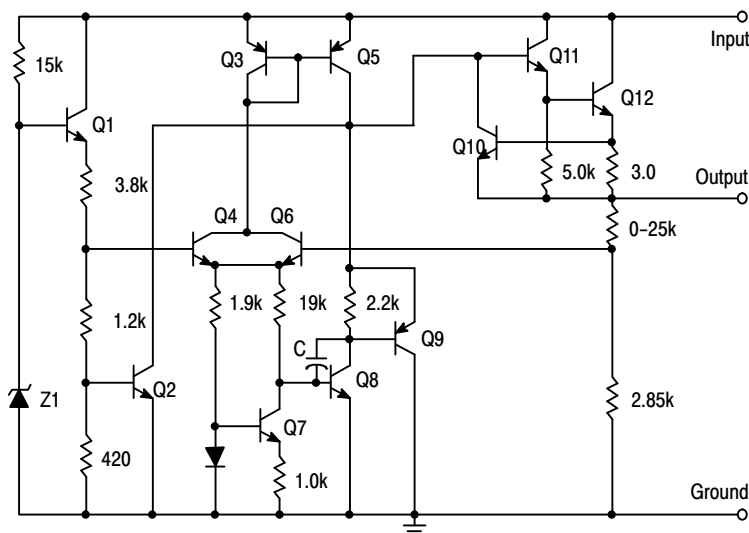 Input
15k
Q3
Q5
Q11
Q12
Q1
Q10
3.8k
5.0k
3.0
Output
Q4
Q6
0–25k
1.9k
19k
2.2k
1.2k
C
Q9
Z1
Q2
Q8
2.85k
Q7
420
1.0k
Ground